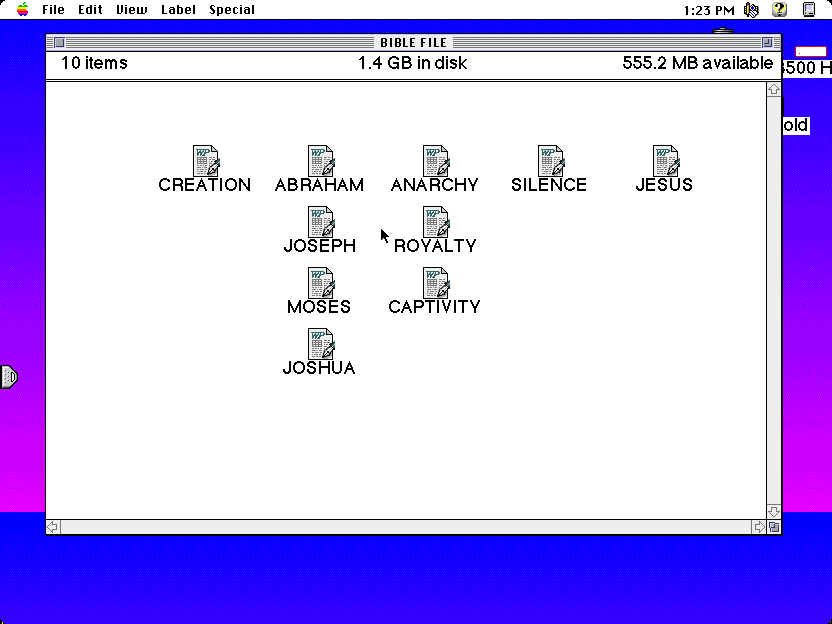 File Edit View Label Special 1:23 PM
BIBLE FILE
10 items 1.4 GB in disk 555.2 MB available
500 H
old
CREATION ABRAHAM ANARCHY SILENCE JESUS
JOSEPH ROYALTY
MOSES CAPTIVITY
JOSHUA